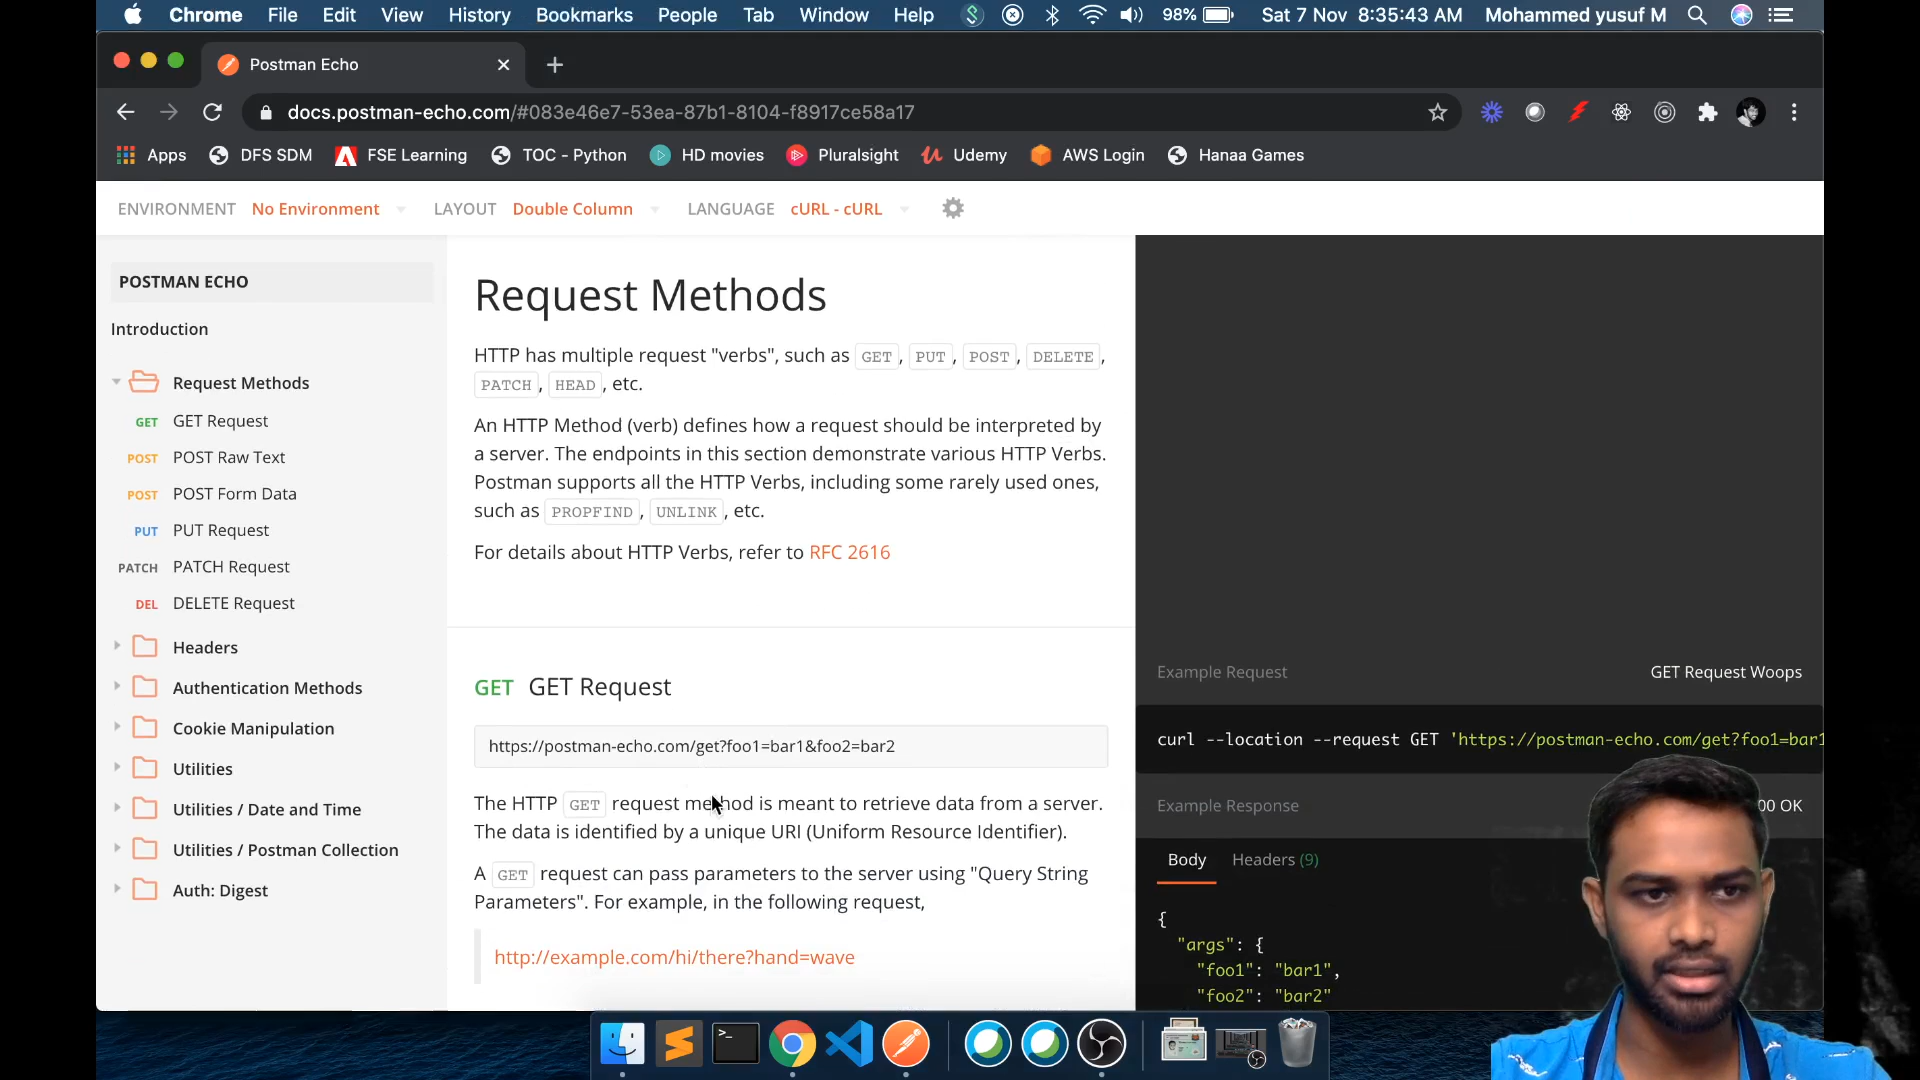 Chrome File Edit View History Bookmarks People Tab Window Help 98% Sat 7 Nov 8:35:43 AM Mohammed yusuf M
Postman Echo
docs.postman-echo.com/#083e46e7-53ea-87b1-8104-f8917ce58a17
Apps DFS SDM FSE Learning TOC - Python HD movies Pluralsight Udemy AWS Login Hanaa Games
ENVIRONMENT No Environment LAYOUT Double Column LANGUAGE cURL - cURL
POSTMAN ECHO
Introduction
Request Methods
GET GET Request
POST POST Raw Text
POST POST Form Data
PUT PUT Request
PATCH PATCH Request
DEL DELETE Request
Headers
Authentication Methods
Cookie Manipulation
Utilities
Utilities / Date and Time
Utilities / Postman Collection
Auth: Digest
Request Methods
HTTP has multiple request "verbs", such as GET, PUT, POST, DELETE,
PATCH, HEAD, etc.
An HTTP Method (verb) defines how a request should be interpreted by
a server. The endpoints in this section demonstrate various HTTP Verbs.
Postman supports all the HTTP Verbs, including some rarely used ones,
such as PROPFIND, UNLINK, etc.
For details about HTTP Verbs, refer to RFC 2616
GET GET Request
https://postman-echo.com/get?foo1=bar1&foo2=bar2
The HTTP GET request method is meant to retrieve data from a server.
The data is identified by a unique URI (Uniform Resource Identifier).
A GET request can pass parameters to the server using "Query String
Parameters". For example, in the following request,
http://example.com/hi/there?hand=wave
Example Request GET Request Woops
curl --location --request GET 'https://postman-echo.com/get?foo1=bar1
Example Response 00 OK
Body Headers (9)
{
"args": {
"foo1": "bar1",
"foo2": "bar2"